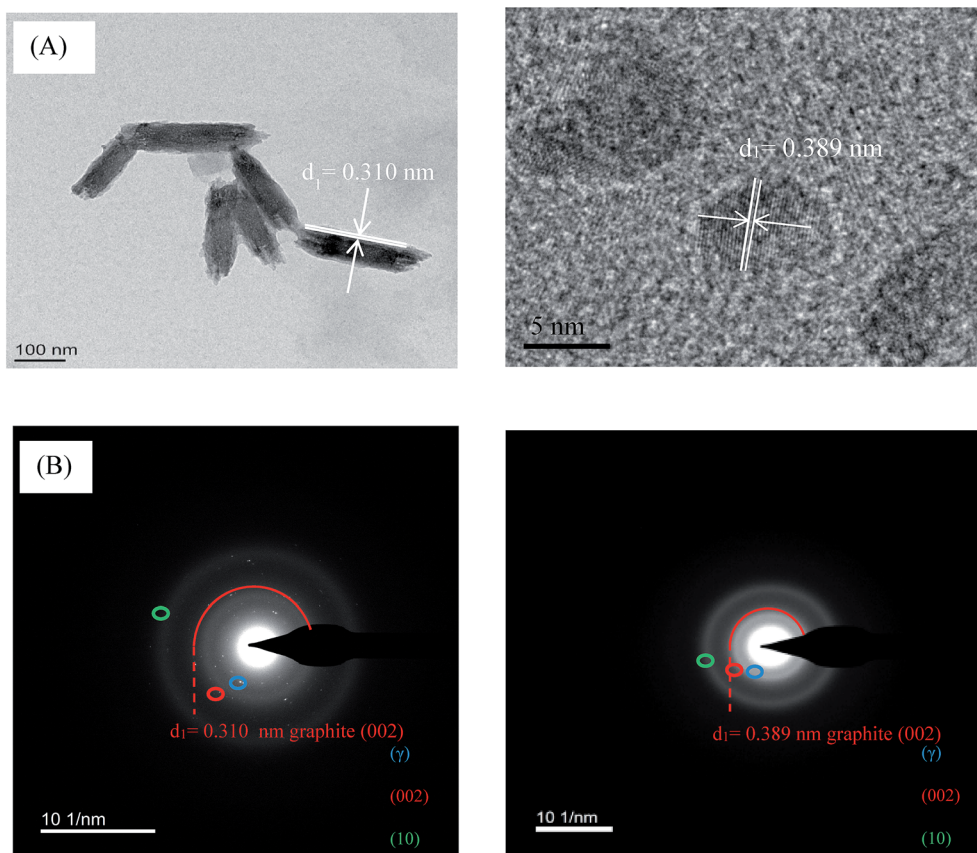 (A)
d₁= 0.310 nm
100 nm
d₁= 0.389 nm
5 nm
(B)
d₁= 0.310 nm graphite (002)
(γ)
(002)
(10)
10 1/nm
d₁= 0.389 nm graphite (002)
(γ)
(002)
(10)
10 1/nm